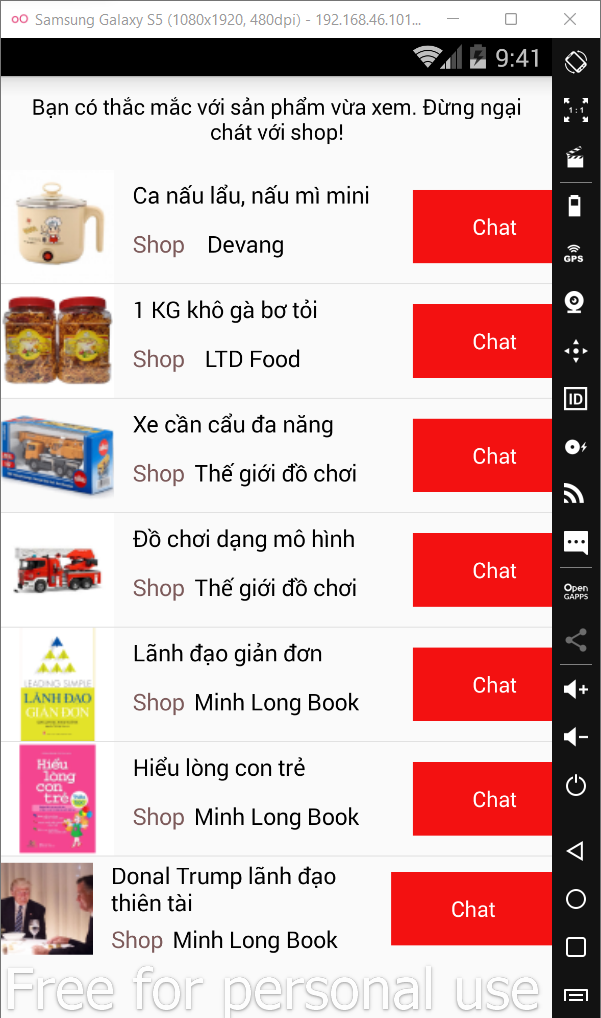 Samsung Galaxy S5 (1080x1920, 480dpi) - 192.168.46.101...
9:41
Bạn có thắc mắc với sản phẩm vừa xem. Đừng ngại
chát với shop!
Ca nấu lẩu, nấu mì mini
Shop Devang
Chat
1 KG khô gà bơ tỏi
Shop LTD Food
Chat
Xe cần cẩu đa năng
Shop Thế giới đồ chơi
Chat
Đồ chơi dạng mô hình
Shop Thế giới đồ chơi
Chat
LEADING SIMPLE
LÃNH ĐẠO
GIẢN ĐƠN
Lãnh đạo giản đơn
Shop Minh Long Book
Chat
Hiểu
lòng
con
trẻ
Hiểu lòng con trẻ
Shop Minh Long Book
Chat
Donal Trump lãnh đạo
thiên tài
Shop Minh Long Book
Chat
Free for personal use
1:1
GPS
ID
Open
GAPPS